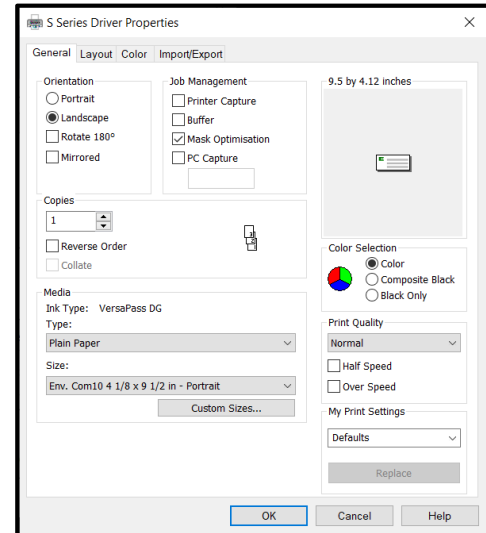 S Series Driver Properties
General Layout Color Import/Export
Orientation
Portrait
Landscape
Rotate 180°
Mirrored
Job Management
Printer Capture
Buffer
Mask Optimisation
PC Capture
9.5 by 4.12 inches
Copies
1
Reverse Order
Collate
Color Selection
Color
Composite Black
Black Only
Media
Ink Type: VersaPass DG
Type:
Plain Paper
Size:
Env. Com10 4 1/8 x 9 1/2 in - Portrait
Custom Sizes...
Print Quality
Normal
Half Speed
Over Speed
My Print Settings
Defaults
Replace
OK Cancel Help